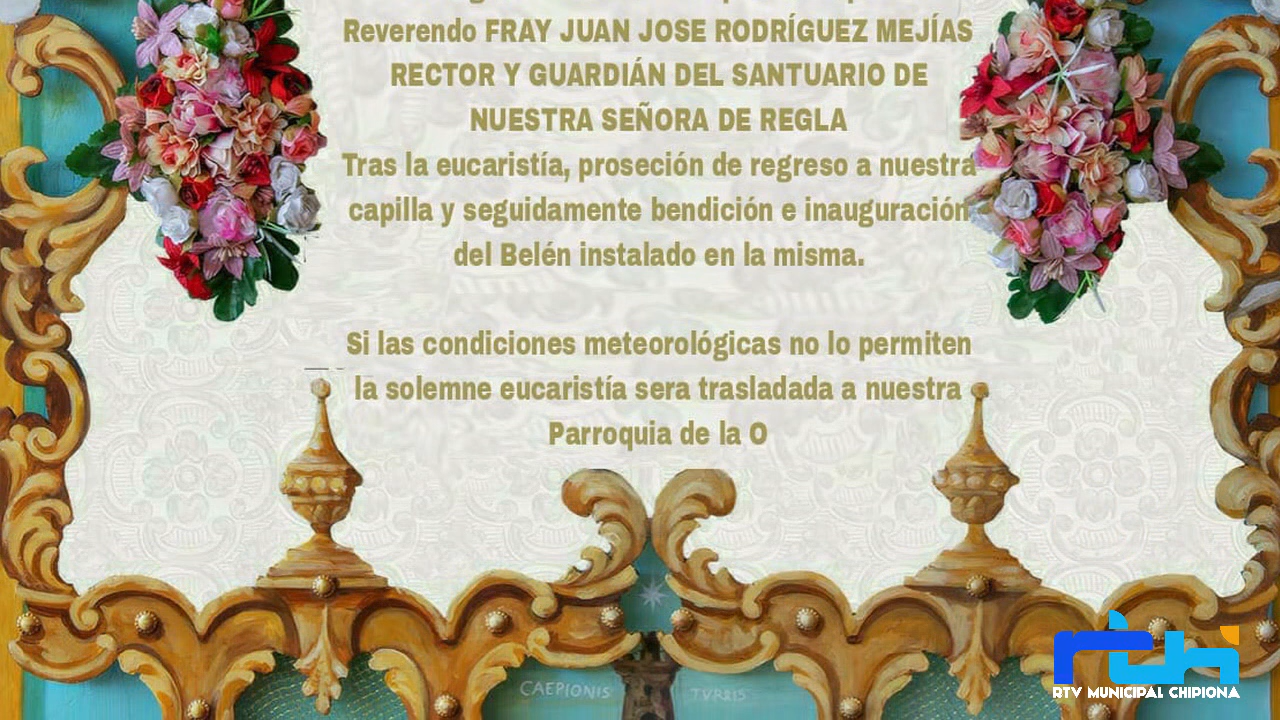 Reverendo FRAY JUAN JOSE RODRÍGUEZ MEJÍAS
RECTOR Y GUARDIÁN DEL SANTUARIO DE
NUESTRA SEÑORA DE REGLA
Tras la eucaristía, proseción de regreso a nuestra
capilla y seguidamente bendición e inauguración
del Belén instalado en la misma.
Si las condiciones meteorológicas no lo permiten
la solemne eucaristía sera trasladada a nuestra
Parroquia de la O
CAEPIONIS TVRRIS
rtch
RTV MUNICIPAL CHIPIONA